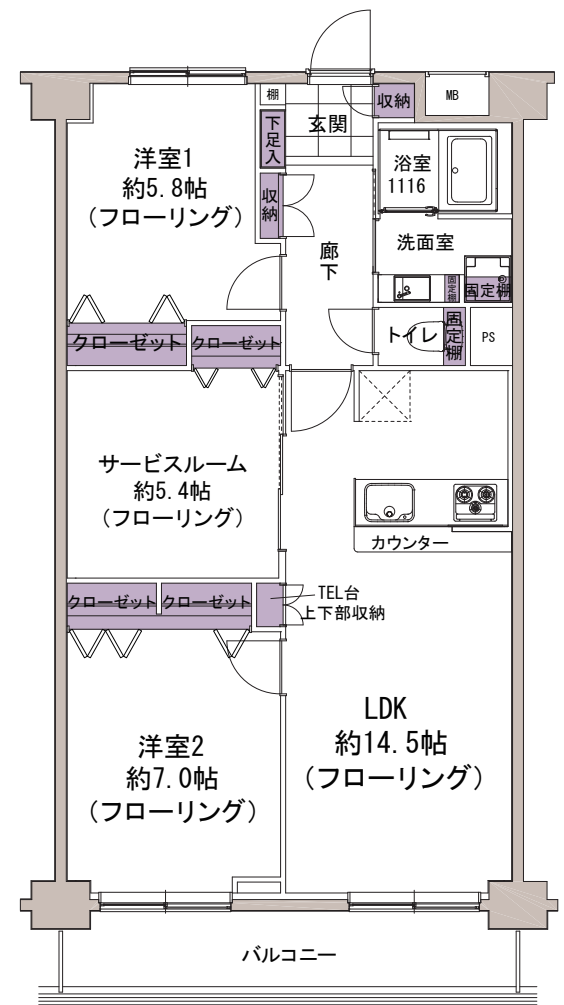 棚
収納
MB
玄関
下足入
洋室1
約5.8帖
(フローリング)
浴室
1116
収納
廊下
洗面室
固定棚
固定棚
クローゼット
クローゼット
トイレ
固定棚
PS
サービスルーム
約5.4帖
(フローリング)
カウンター
クローゼット
クローゼット
TEL台
上下部収納
LDK
約14.5帖
(フローリング)
洋室2
約7.0帖
(フローリング)
バルコニー